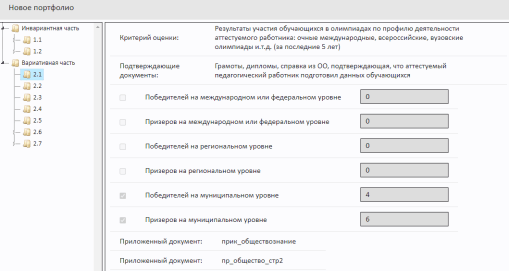 Новое портфолио
Инвариантная часть
1.1
1.2
Вариативная часть
2.1
2.2
2.3
2.4
2.5
2.6
2.7
Критерий оценки: Результаты участия обучающихся в олимпиадах по профилю деятельности
аттестуемого работника: очные международные, всероссийские, вузовские
олимпиады и.т.д. (за последние 5 лет)
Подтверждающие документы: Грамоты, дипломы, справка из ОО, подтверждающая, что аттестуемый
педагогический работник подготовил данных обучающихся
Победителей на международном или федеральном уровне 0
Призеров на международном или федеральном уровне 0
Победителей на региональном уровне 0
Призеров на региональном уровне 0
Победителей на муниципальном уровне 4
Призеров на муниципальном уровне 6
Приложенный документ: прик_обществознание
Приложенный документ: пр_общество_стр2